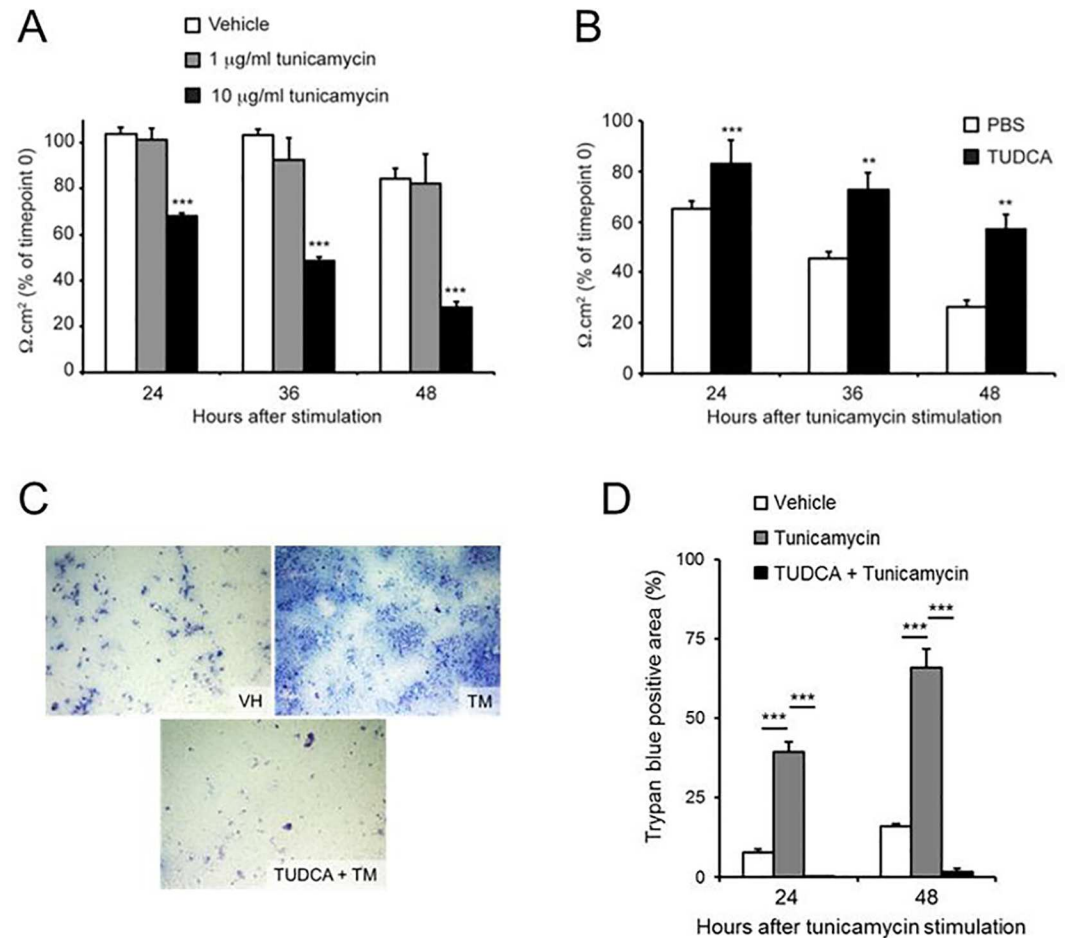 A
Vehicle
1 μg/ml tunicamycin
10 μg/ml tunicamycin
Ω.cm² (% of timepoint 0)
100
80
60
40
20
0
***
***
***
24 36 48
Hours after stimulation
B
PBS
TUDCA
Ω.cm² (% of timepoint 0)
100
80
60
40
20
0
***
**
**
24 36 48
Hours after tunicamycin stimulation
C
VH
TM
TUDCA + TM
D
Vehicle
Tunicamycin
TUDCA + Tunicamycin
Trypan blue positive area (%)
100
75
50
25
0
*** ***
*** ***
24 48
Hours after tunicamycin stimulation